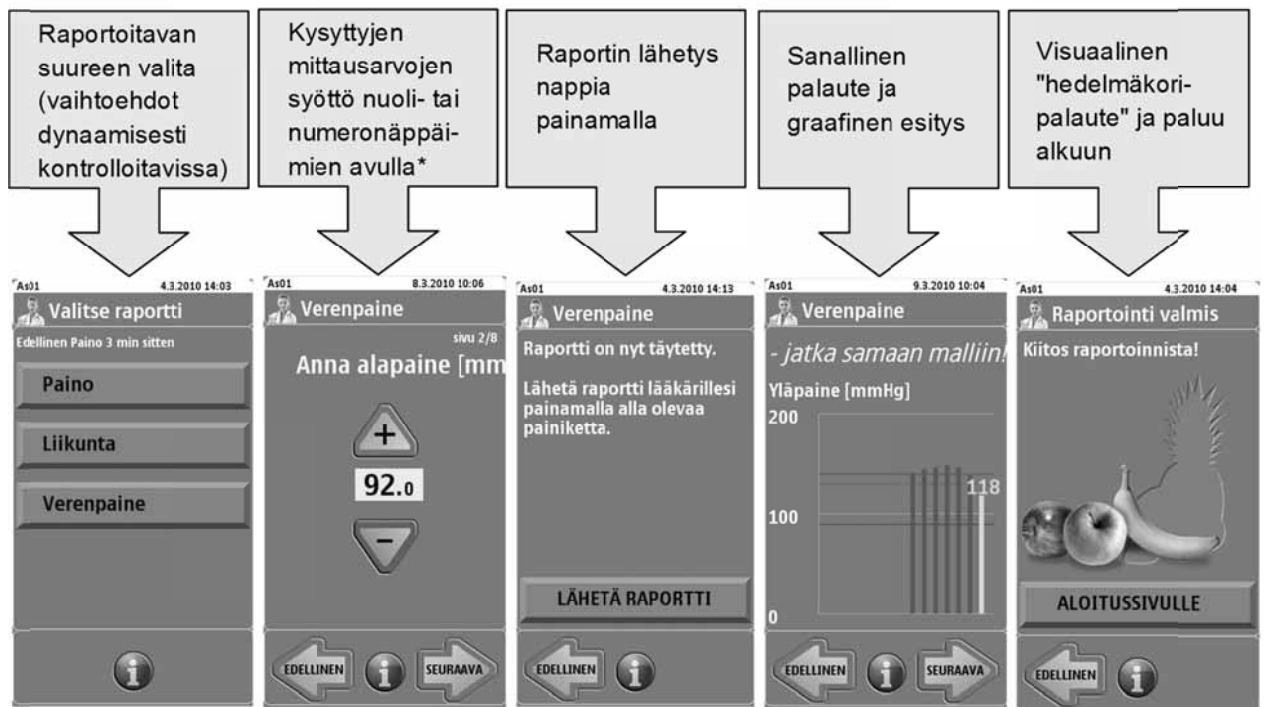 Raportoitavan
suureen valita
(vaihtoehdot
dynaamisesti
kontrolloitavissa)
Kysyttyjen
mittausarvojen
syöttö nuoli- tai
numeronäppäi-
mien avulla*
Raportin lähetys
nappia
painamalla
Sanallinen
palaute ja
graafinen esitys
Visuaalinen
"hedelmäkori-
palaute" ja paluu
alkuun
As01 4.3.2010 14:03
Valitse raportti
Edellinen Paino 3 min sitten
Paino
Liikunta
Verenpaine
i
As01 8.3.2010 10:06
Verenpaine
sivu 2/8
Anna alapaine [mm
+
92.0
-
EDELLINEN i SEURAAVA
As01 4.3.2010 14:13
Verenpaine
Raportti on nyt täytetty.
Lähetä raportti lääkärillesi
painamalla alla olevaa
painiketta.
LÄHETÄ RAPORTTI
EDELLINEN i
As01 9.3.2010 10:04
Verenpaine
- jatka samaan malliin!
Yläpaine [mmHg]
200
118
100
0
EDELLINEN i SEURAAVA
As01 4.3.2010 14:04
Raportointi valmis
Kiitos raportoinnista!
ALOITUSSIVULLE
EDELLINEN i